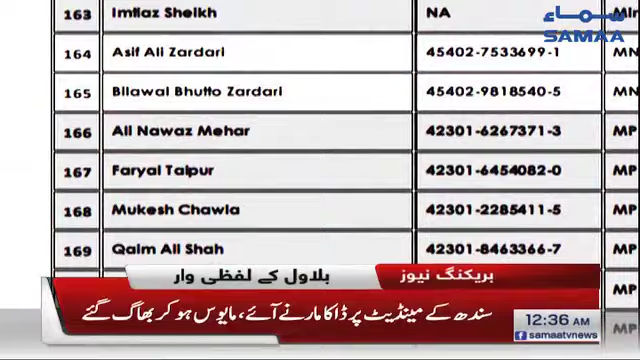 163 Imtiaz Sheikh NA
سماء
SAMAA
164 Asif Ali Zardari 45402-7533699-1 MN
165 Bilawal Bhutto Zardari 45402-9818540-5 MN
166 Ali Nawaz Mehar 42301-6267371-3 MP
167 Faryal Talpur 42301-6454082-0 MP
168 Mukesh Chawla 42301-2285411-5 MP
169 Qaim Ali Shah 42301-8463366-7 MP
MP
بریکنگ نیوز بلاول کے لفظی وار
سندھ کے مینڈیٹ پر ڈاکا مارنے آئے، مایوس ہو کر بھاگ گئے
12:36 AM
samaatvnews